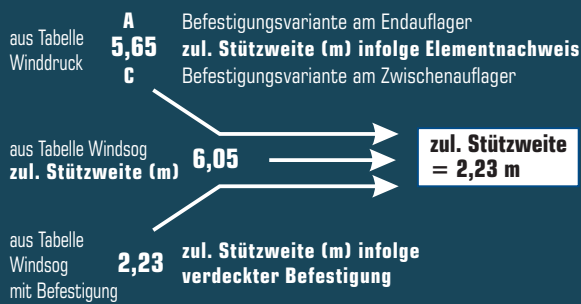 A Befestigungsvariante am Endauflager
aus Tabelle 5,65 zul. Stützweite (m) infolge Elementnachweis
Winddruck
C Befestigungsvariante am Zwischenauflager
aus Tabelle Windsog 6,05
zul. Stützweite (m)
zul. Stützweite
= 2,23 m
aus Tabelle
Windsog 2,23 zul. Stützweite (m) infolge
mit Befestigung verdeckter Befestigung